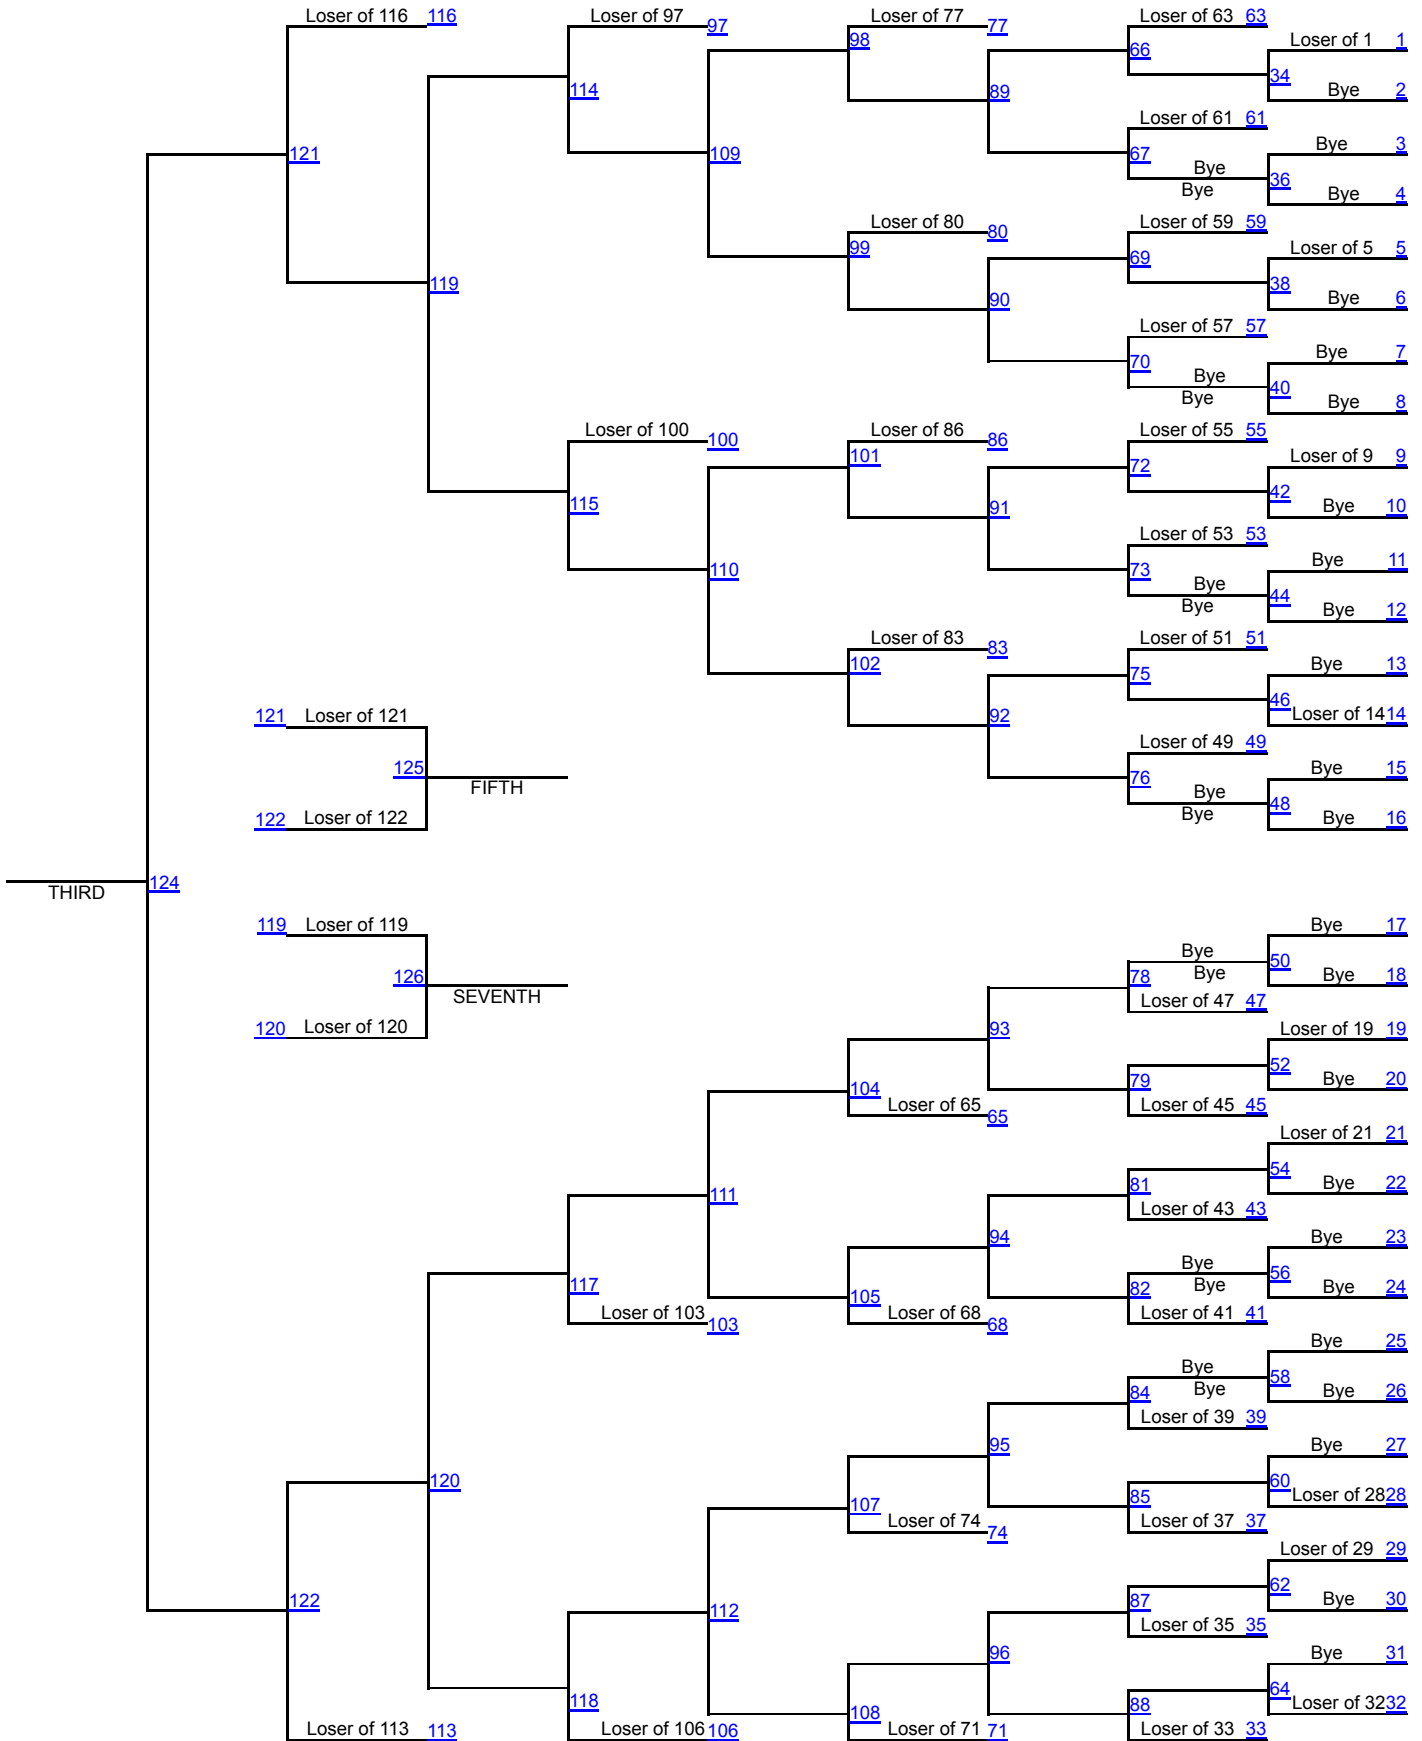 Loser of 116 116
Loser of 97 97
Loser of 77 77
Loser of 63 63
Loser of 1 1
98
66
34
114
89
Bye 2
Loser of 61 61
Bye 3
121
109
67
Bye
36
Bye
Bye 4
Loser of 80 80
Loser of 59 59
Loser of 5 5
99
69
119
38
90
Bye 6
Loser of 57 57
Bye 7
70
Bye
40
Bye
Bye 8
Loser of 100 100
Loser of 86 86
Loser of 55 55
Loser of 9 9
101
72
42
115
91
Bye 10
Loser of 53 53
Bye 11
110
73
Bye
44
Bye
Bye 12
Loser of 83 83
Loser of 51 51
Bye 13
102
75
46
121 Loser of 121
92
Loser of 14 14
Loser of 49 49
125
FIFTH
Bye 15
76
Bye
48
Bye
122 Loser of 122
Bye 16
124
THIRD
119 Loser of 119
Bye 17
Bye
50
126
78
Bye
Bye 18
SEVENTH
Loser of 47 47
120 Loser of 120
93
Loser of 19 19
52
104
79
Bye 20
Loser of 65 65
Loser of 45 45
Loser of 21 21
54
111
81
Bye 22
Loser of 43 43
94
Bye 23
Bye
56
117
105
82
Bye
Bye 24
Loser of 103 103
Loser of 68 68
Loser of 41 41
Bye 25
Bye
58
84
Bye
Bye 26
Loser of 39 39
95
Bye 27
120
60
107
85
Loser of 28 28
Loser of 74 74
Loser of 37 37
Loser of 29 29
62
122
112
87
Bye 30
Loser of 35 35
96
Bye 31
64
118
108
88
Loser of 32 32
Loser of 113 113
Loser of 106 106
Loser of 71 71
Loser of 33 33